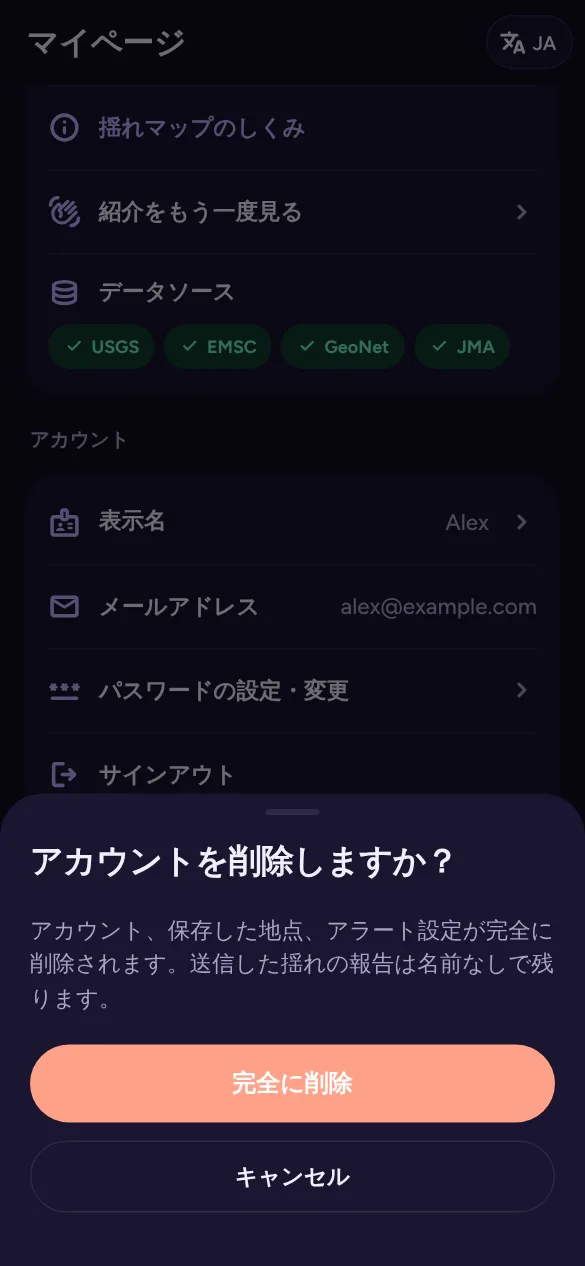 マイページ
JA
揺れマップのしくみ
紹介をもう一度見る
データソース
USGS
EMSC
GeoNet
JMA
アカウント
表示名
Alex
メールアドレス
alex@example.com
パスワードの設定・変更
サインアウト
アカウントを削除しますか？
アカウント、保存した地点、アラート設定が完全に
削除されます。送信した揺れの報告は名前なしで残
ります。
完全に削除
キャンセル